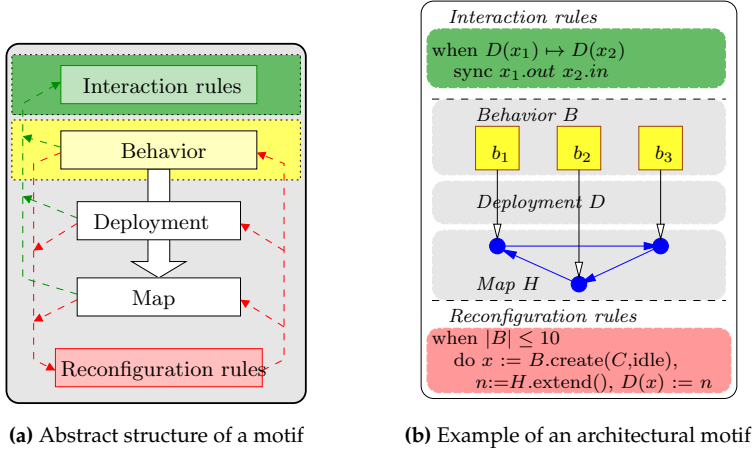 Interaction rules
Behavior
Deployment
Map
Reconfiguration rules
(a) Abstract structure of a motif
Interaction rules
when D(x₁) ↦ D(x₂)
sync x₁.out x₂.in
Behavior B
b₁ b₂ b₃
Deployment D
Map H
Reconfiguration rules
when |B| ≤ 10
do x := B.create(C,idle),
n:=H.extend(), D(x) := n
(b) Example of an architectural motif